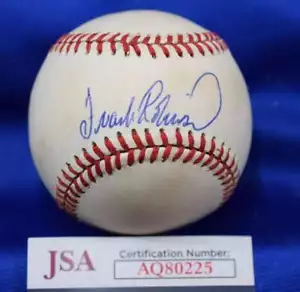 Frank Robinson
JSA Certification Number:
AQ80225